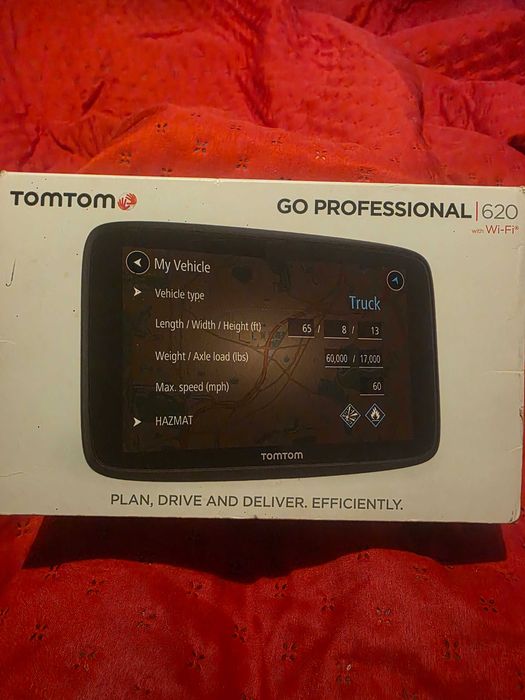 TOMTOM
GO PROFESSIONAL | 620
with Wi-Fi®
My Vehicle
Vehicle type
Truck
Length / Width / Height (ft) 65 / 8 / 13
Weight / Axle load (lbs) 60,000 / 17,000
Max. speed (mph) 60
HAZMAT
TOMTOM
PLAN, DRIVE AND DELIVER. EFFICIENTLY.